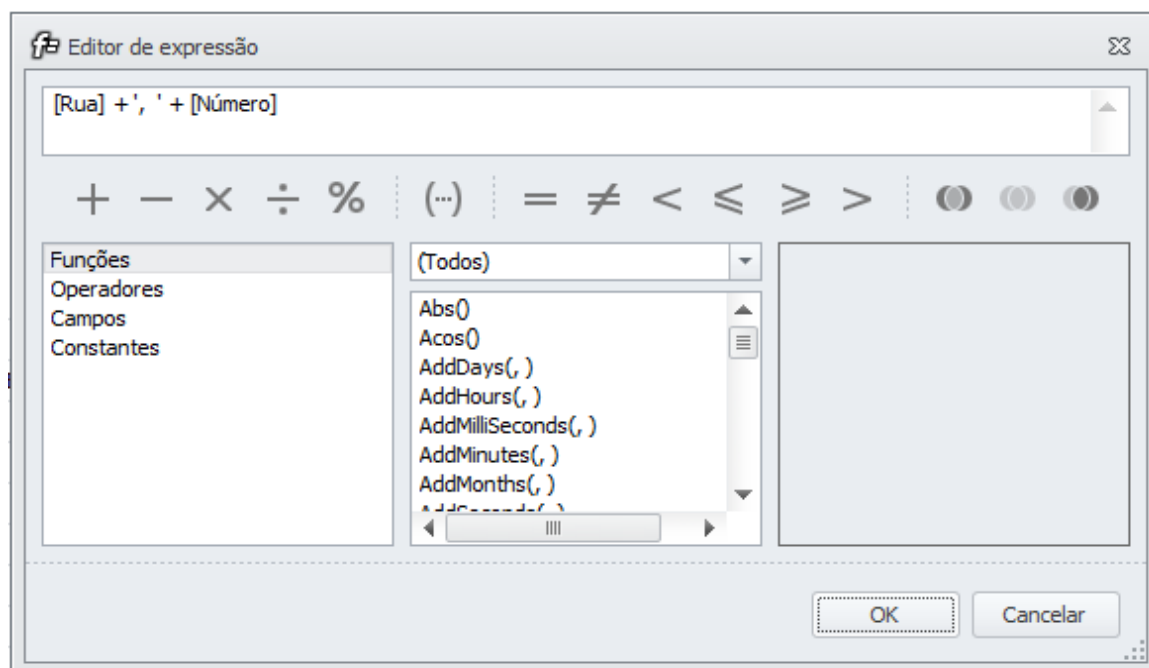 Editor de expressão
[Rua] +', ' + [Número]
+ − × ÷ % (...) = ≠ < ⩽ ⩾ >
Funções
Operadores
Campos
Constantes
(Todos)
Abs()
Acos()
AddDays(, )
AddHours(, )
AddMilliSeconds(, )
AddMinutes(, )
AddMonths(, )
OK
Cancelar